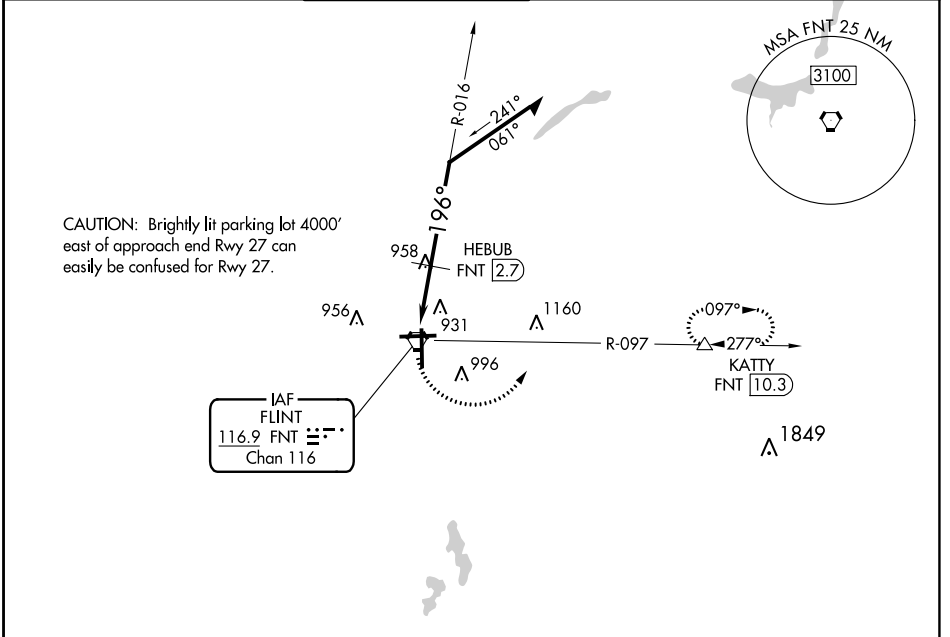 MSA FNT 25 NM
3100
R-016
241°
061°
196°
CAUTION: Brightly lit parking lot 4000'
east of approach end Rwy 27 can
easily be confused for Rwy 27.
958
HEBUB
FNT 2.7
956
931
1160
097°
R-097
277°
KATTY
FNT 10.3
996
IAF
FLINT
116.9 FNT
Chan 116
1849